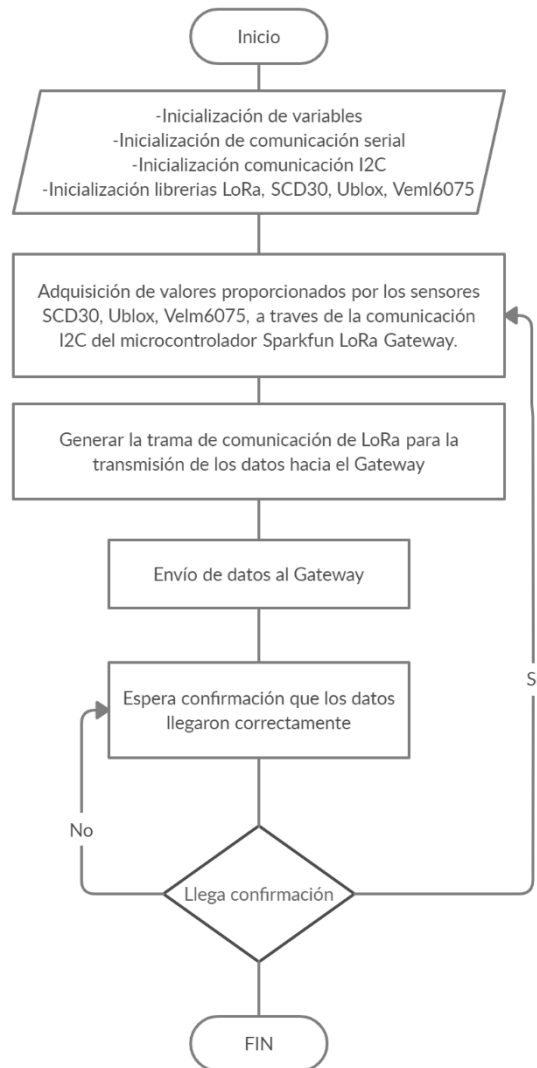 Inicio
-Inicialización de variables
-Inicialización de comunicación serial
-Inicialización comunicación I2C
-Inicialización librerias LoRa, SCD30, Ublox, Veml6075
Adquisición de valores proporcionados por los sensores
SCD30, Ublox, Velm6075, a traves de la comunicación
I2C del microcontrolador Sparkfun LoRa Gateway.
Generar la trama de comunicación de LoRa para la
transmisión de los datos hacia el Gateway
Envío de datos al Gateway
Espera confirmación que los datos
llegaron correctamente
S
No
Llega confirmación
FIN